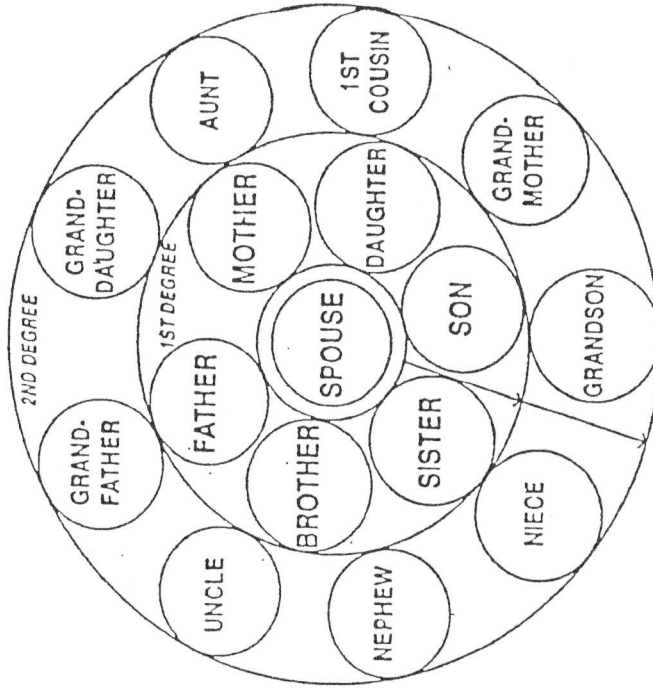 2ND DEGREE
GRAND-
FATHER
GRAND-
DAUGHTER
1ST DEGREE
UNCLE
FATHER
MOTHER
AUNT
BROTHER
SPOUSE
DAUGHTER
1ST
COUSIN
NEPHEW
SISTER
SON
GRAND-
MOTHER
NIECE
GRANDSON